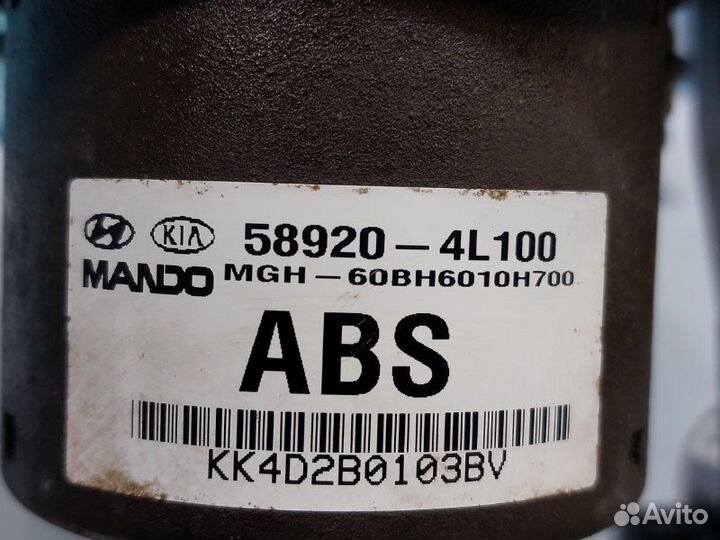 KIA 58920-4L100
MANDO MGH-60BH6010H700
ABS
KK4D2B0103BV
Avito